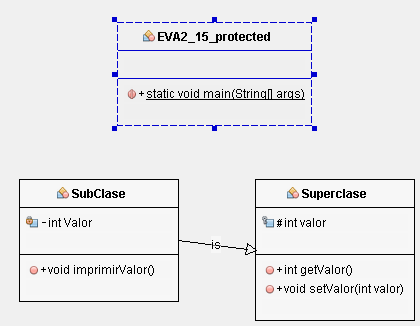 EVA2_15_protected
+ static void main(String[] args)
SubClase
- int Valor
+ void imprimirValor()
is
Superclase
# int valor
+ int getValor()
+ void setValor(int valor)